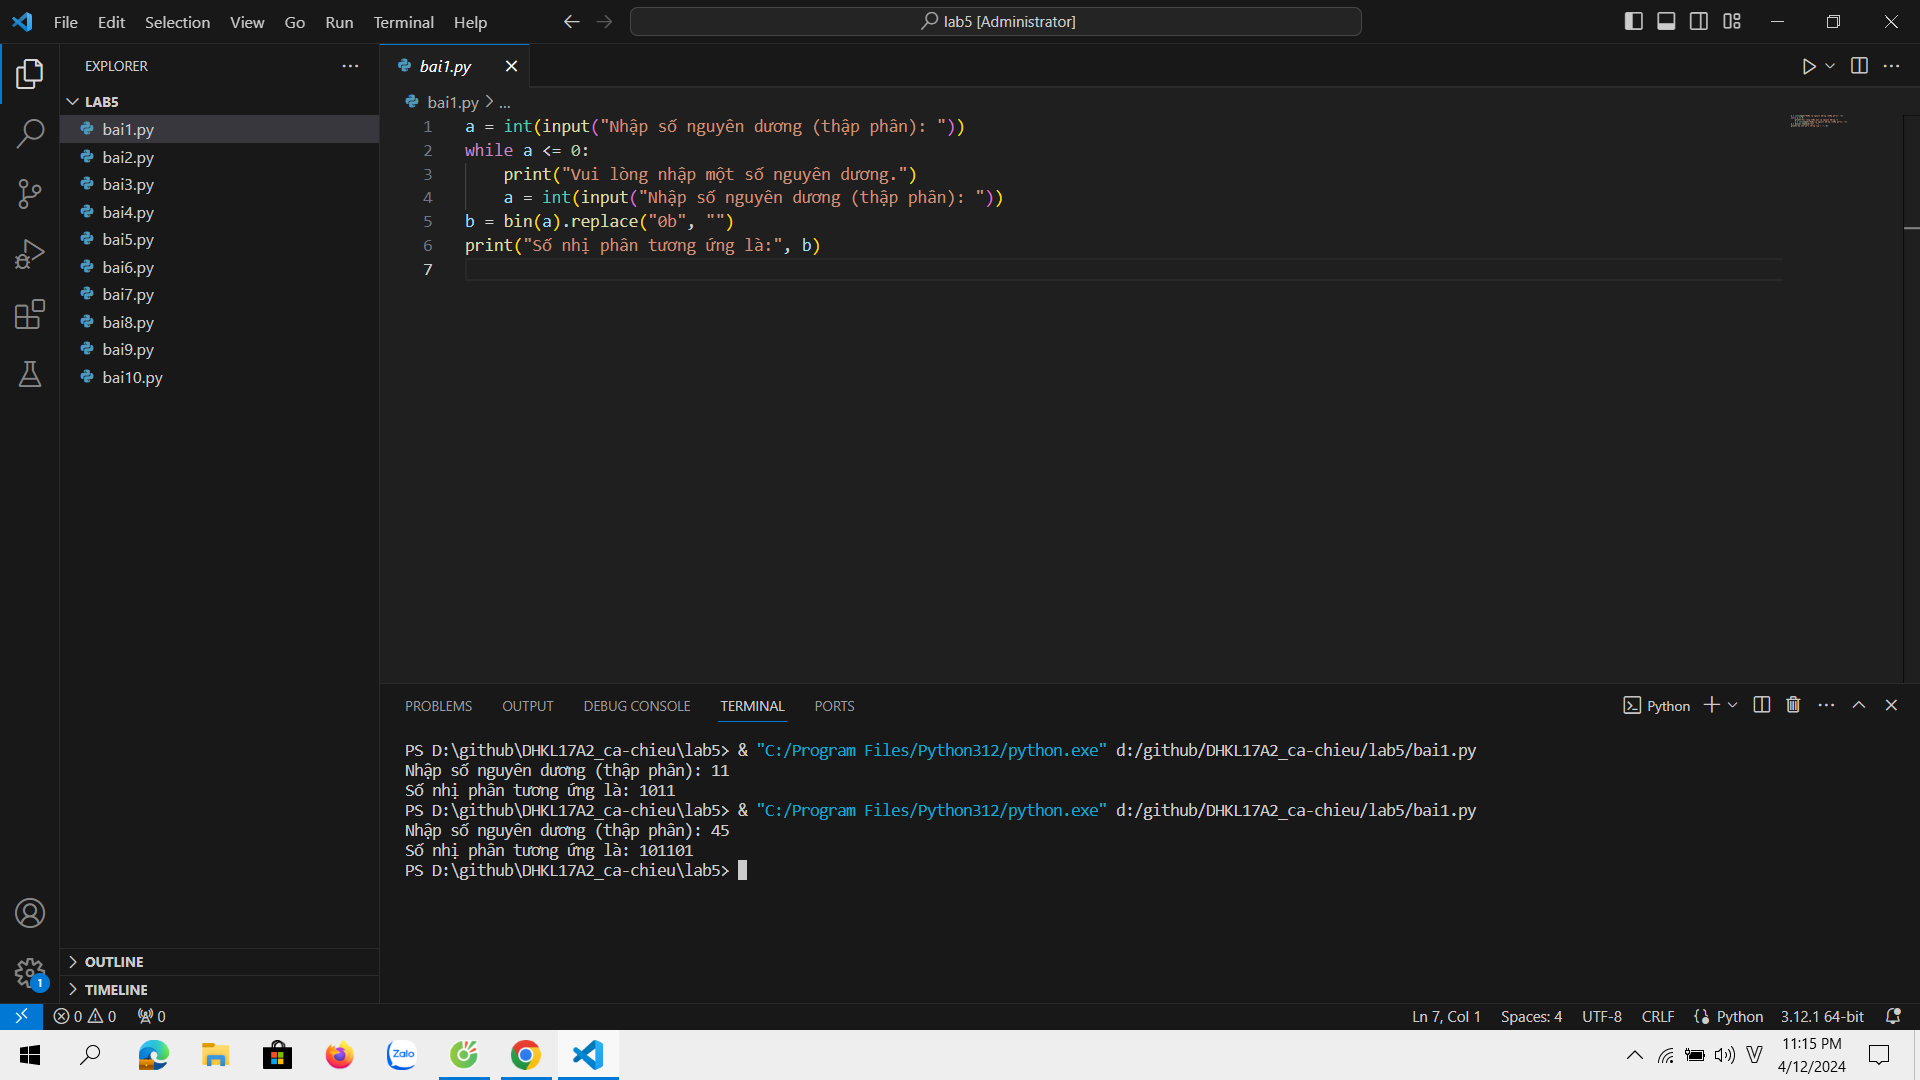 File Edit Selection View Go Run Terminal Help
lab5 [Administrator]
EXPLORER
LAB5
bai1.py
bai2.py
bai3.py
bai4.py
bai5.py
bai6.py
bai7.py
bai8.py
bai9.py
bai10.py
OUTLINE
TIMELINE
bai1.py
bai1.py > ...
1 a = int(input("Nhập số nguyên dương (thập phân): "))
2 while a <= 0:
3 print("Vui lòng nhập một số nguyên dương.")
4 a = int(input("Nhập số nguyên dương (thập phân): "))
5 b = bin(a).replace("0b", "")
6 print("Số nhị phân tương ứng là:", b)
7
PROBLEMS OUTPUT DEBUG CONSOLE TERMINAL PORTS
Python
PS D:\github\DHKL17A2_ca-chieu\lab5> & "C:/Program Files/Python312/python.exe" d:/github/DHKL17A2_ca-chieu/lab5/bai1.py
Nhập số nguyên dương (thập phân): 11
Số nhị phân tương ứng là: 1011
PS D:\github\DHKL17A2_ca-chieu\lab5> & "C:/Program Files/Python312/python.exe" d:/github/DHKL17A2_ca-chieu/lab5/bai1.py
Nhập số nguyên dương (thập phân): 45
Số nhị phân tương ứng là: 101101
PS D:\github\DHKL17A2_ca-chieu\lab5>
1
0 0 0
Ln 7, Col 1 Spaces: 4 UTF-8 CRLF Python 3.12.1 64-bit
Zalo
V
11:15 PM
4/12/2024